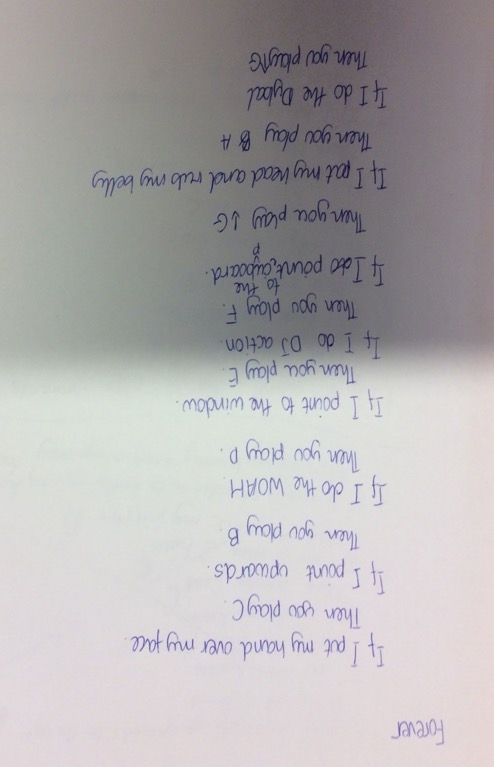 Forever
If I put my hand over my face.
Then you play C.
If I point upwards.
Then you play B
If I do the WOAH.
Then you play D.
If I point to the window.
Then you play E.
If I do DJ action.
Then you play F.
If I do point to the cupboard.
Then you play ↓G
If I pat my head and rub my belly
Then you play A
If I do the
Then you play ↑G